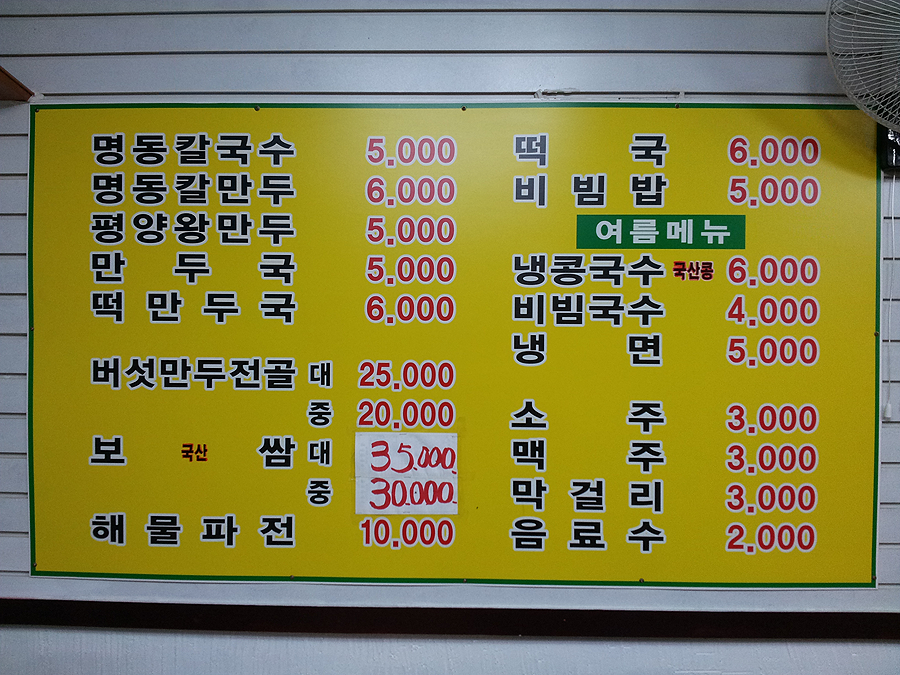 명동칼국수 5.000
명동칼만두 6.000
평양왕만두 5.000
만두국 5.000
떡만두국 6.000
버섯만두전골 대 25.000
중 20.000
보쌈 국산 대 35.000
중 30.000
해물파전 10.000
떡국 6.000
비빔밥 5.000
여름메뉴
냉콩국수 국산콩 6.000
비빔국수 4.000
냉면 5.000
소주 3.000
맥주 3.000
막걸리 3.000
음료수 2.000